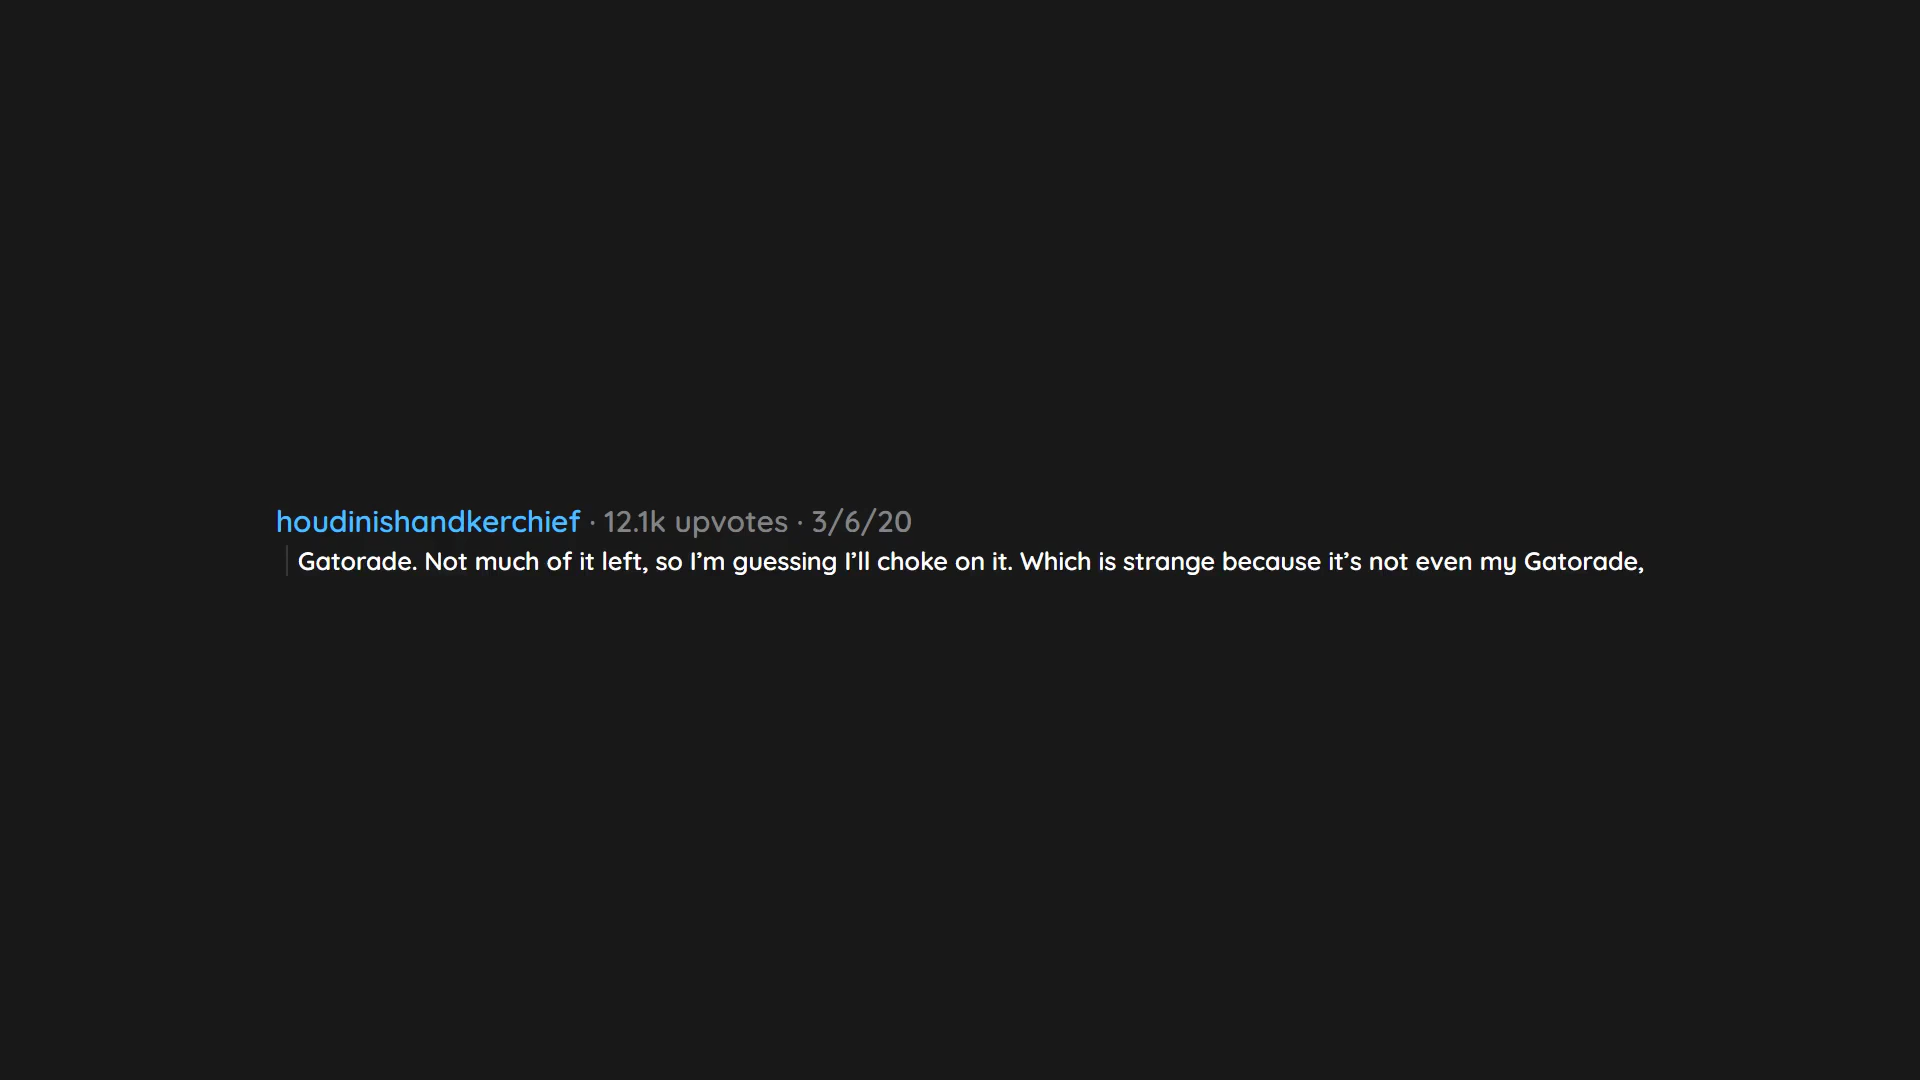 houdinishandkerchief · 12.1k upvotes · 3/6/20
Gatorade. Not much of it left, so I’m guessing I’ll choke on it. Which is strange because it’s not even my Gatorade,